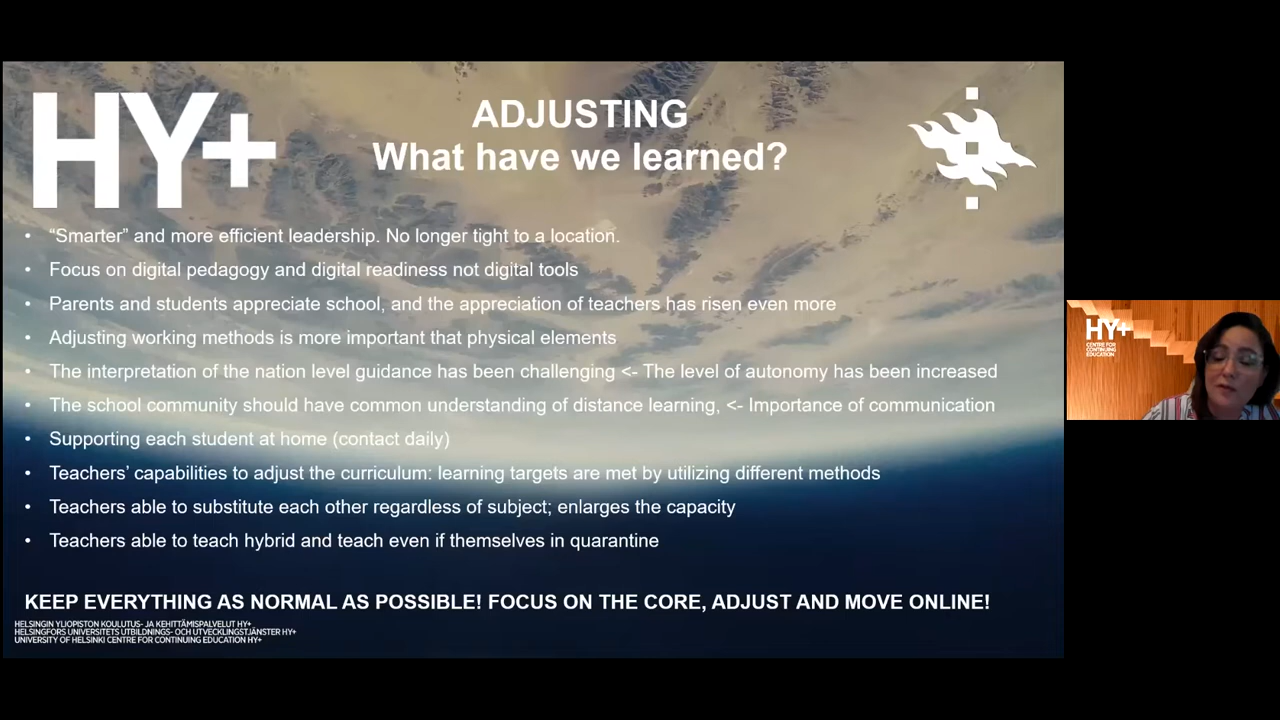 HY+
ADJUSTING
What have we learned?
• “Smarter” and more efficient leadership. No longer tight to a location.
• Focus on digital pedagogy and digital readiness not digital tools
• Parents and students appreciate school, and the appreciation of teachers has risen even more
• Adjusting working methods is more important that physical elements
• The interpretation of the nation level guidance has been challenging <- The level of autonomy has been increased
• The school community should have common understanding of distance learning, <- Importance of communication
• Supporting each student at home (contact daily)
• Teachers’ capabilities to adjust the curriculum: learning targets are met by utilizing different methods
• Teachers able to substitute each other regardless of subject; enlarges the capacity
• Teachers able to teach hybrid and teach even if themselves in quarantine
KEEP EVERYTHING AS NORMAL AS POSSIBLE! FOCUS ON THE CORE, ADJUST AND MOVE ONLINE!
HELSINGIN YLIOPISTON KOULUTUS- JA KEHITTÄMISPALVELUT HY+
HELSINGFORS UNIVERSITETS UTBILDNINGS- OCH UTVECKLINGSTJÄNSTER HY+
UNIVERSITY OF HELSINKI CENTRE FOR CONTINUING EDUCATION HY+
HY+
CENTRE FOR
CONTINUING
EDUCATION